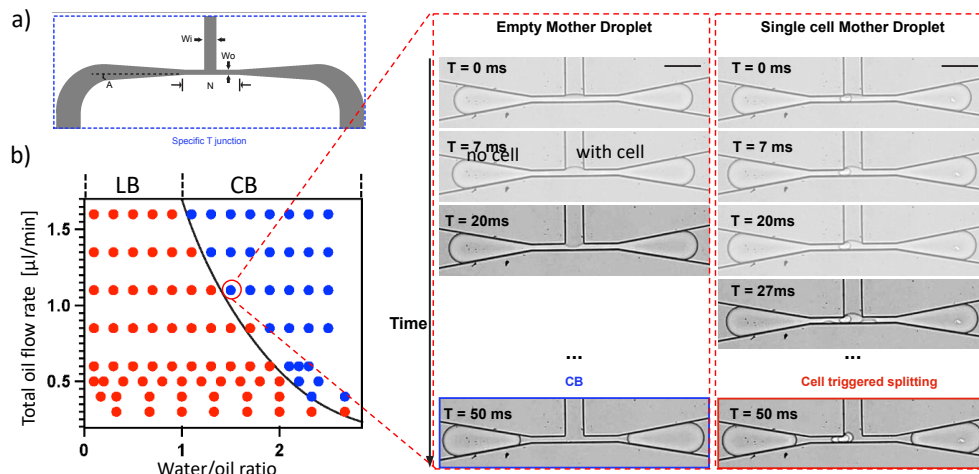 a)
Wi
Wo
A
N
Specific T junction
b)
LB
CB
Total oil flow rate [µl/min]
1.5
1.0
0.5
0
1
2
Water/oil ratio
Time
Empty Mother Droplet
T = 0 ms
T = 7 ms
no cell
with cell
T = 20ms
...
CB
T = 50 ms
Single cell Mother Droplet
T = 0 ms
T = 7 ms
T = 20ms
T = 27ms
...
Cell triggered splitting
T = 50 ms